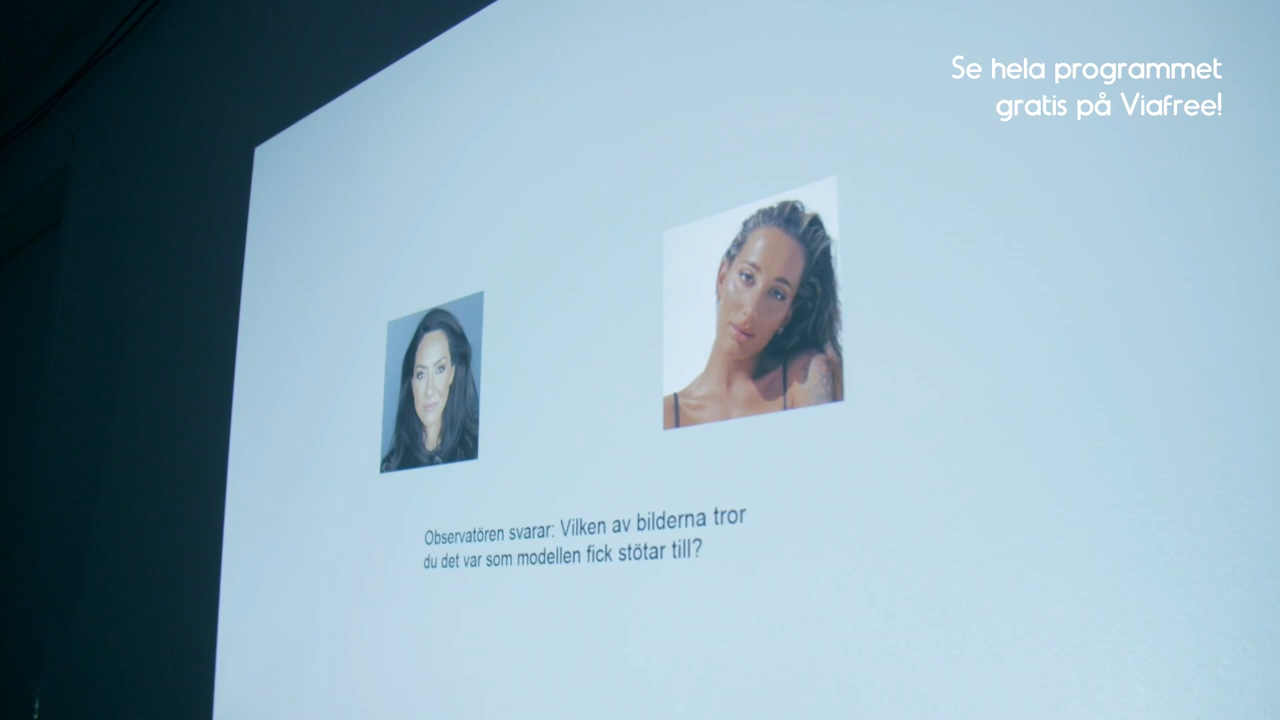 Se hela programmet
gratis på Viafree!
Observatören svarar: Vilken av bilderna tror
du det var som modellen fick stötar till?